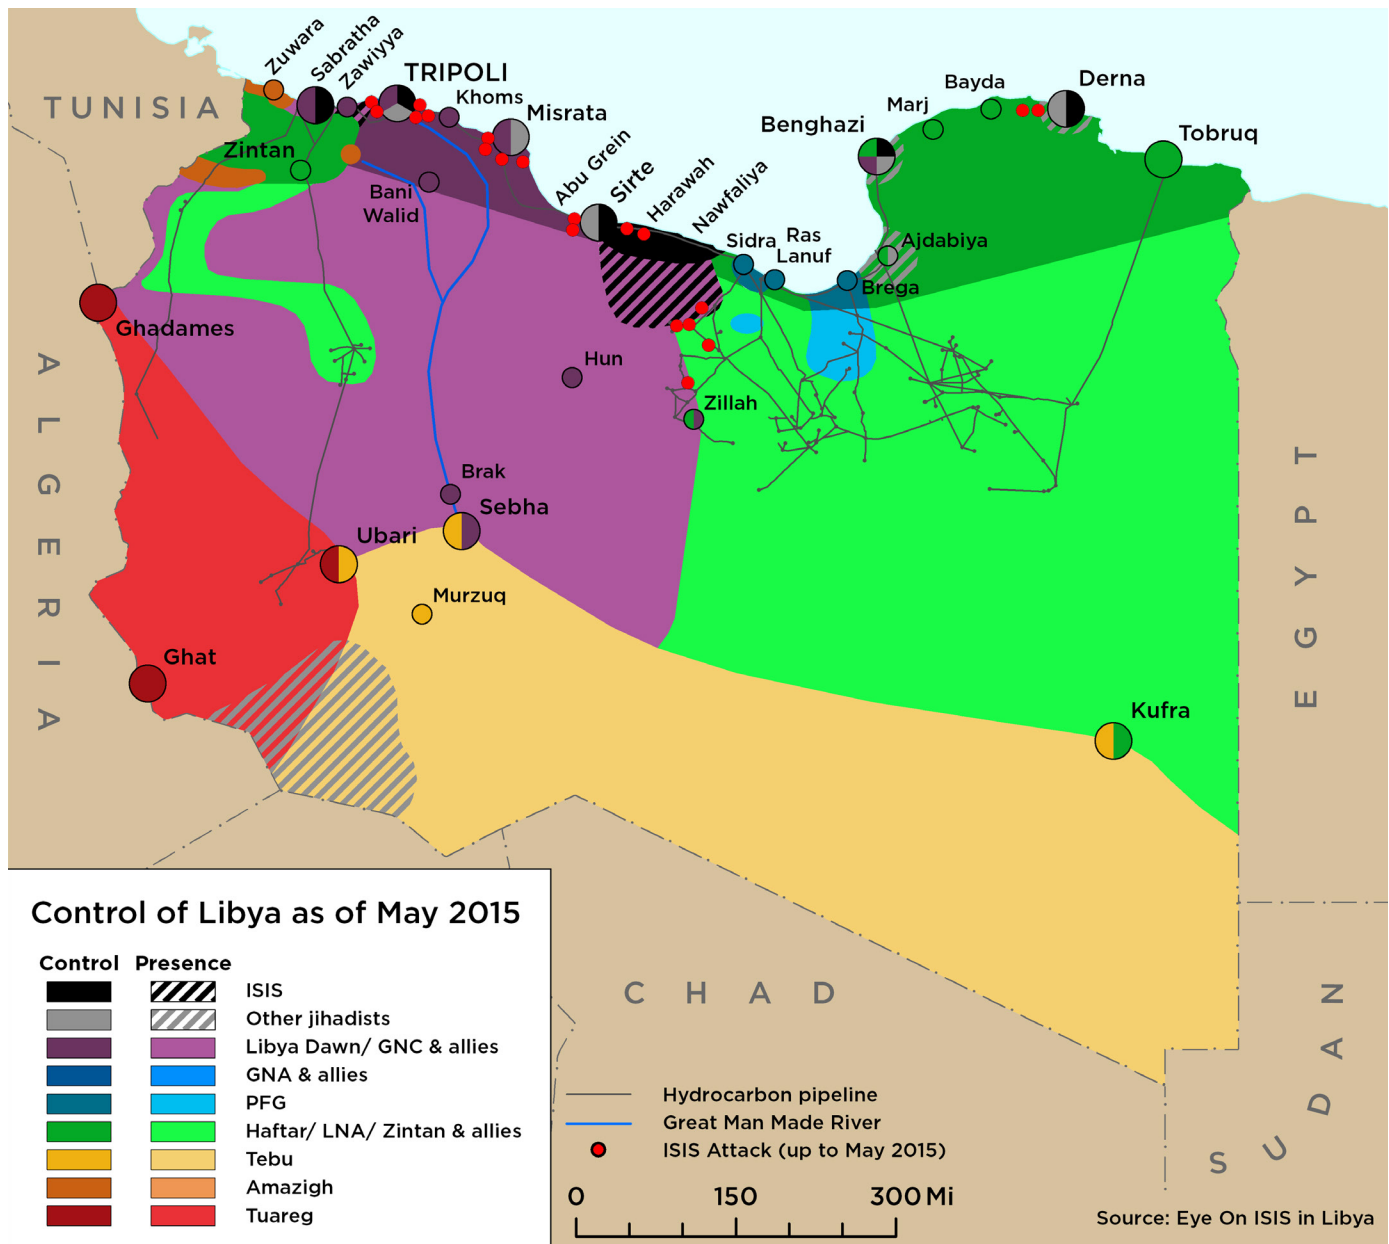 Zuwara
Sabratha
Zawiyya
TRIPOLI
Khoms
Misrata
TUNISIA
Zintan
Bani
Walid
Abu Grein
Sirte
Harawah
Nawfaliya
Sidra
Ras
Lanuf
Brega
Ajdabiya
Benghazi
Marj
Bayda
Derna
Tobruq
Ghadames
Hun
Zillah
Brak
Sebha
Ubari
Murzuq
Ghat
Kufra
ALGERIA
EGYPT
CHAD
SUDAN
Control of Libya as of May 2015
Control Presence
ISIS
Other jihadists
Libya Dawn/ GNC & allies
GNA & allies
PFG
Haftar/ LNA/ Zintan & allies
Tebu
Amazigh
Tuareg
Hydrocarbon pipeline
Great Man Made River
ISIS Attack (up to May 2015)
0 150 300 Mi
Source: Eye On ISIS in Libya